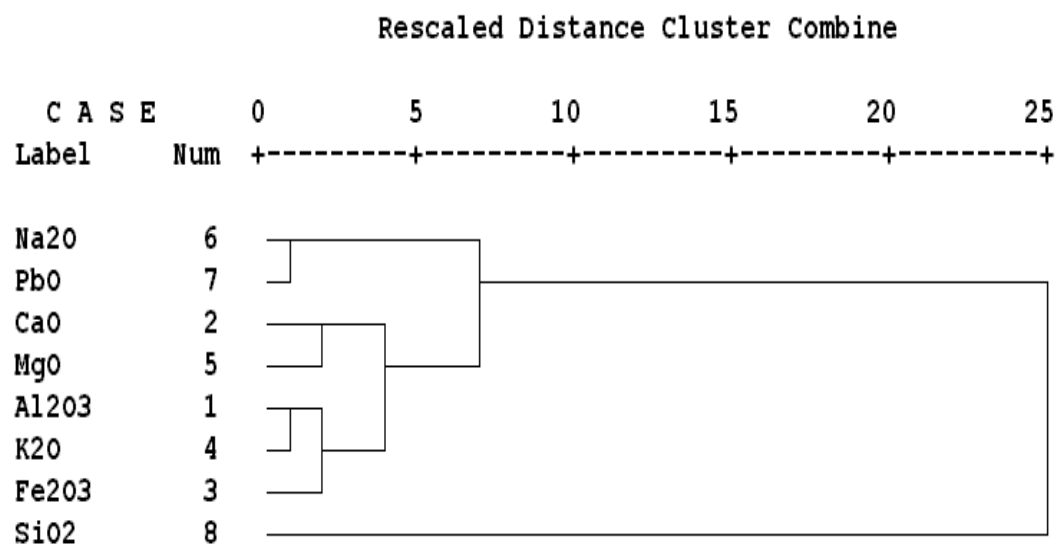 Rescaled Distance Cluster Combine
C A S E 0 5 10 15 20 25
Label Num +---------+---------+---------+---------+---------+
Na2O 6
PbO 7
CaO 2
MgO 5
Al2O3 1
K2O 4
Fe2O3 3
SiO2 8